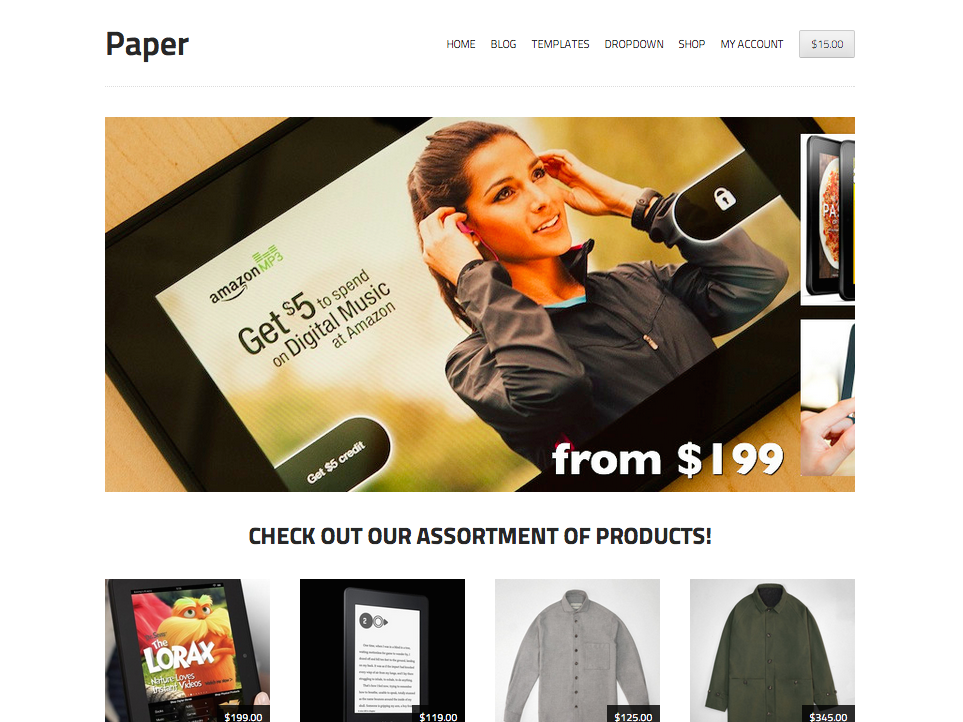 Paper
HOME BLOG TEMPLATES DROPDOWN SHOP MY ACCOUNT $15.00
amazon MP3
Get $5 to spend
on Digital Music
at Amazon
Get $5 credit
from $199
CHECK OUT OUR ASSORTMENT OF PRODUCTS!
The
LORAX
Nature-Loves
Instant Videos
$199.00
$119.00
$125.00
$345.00